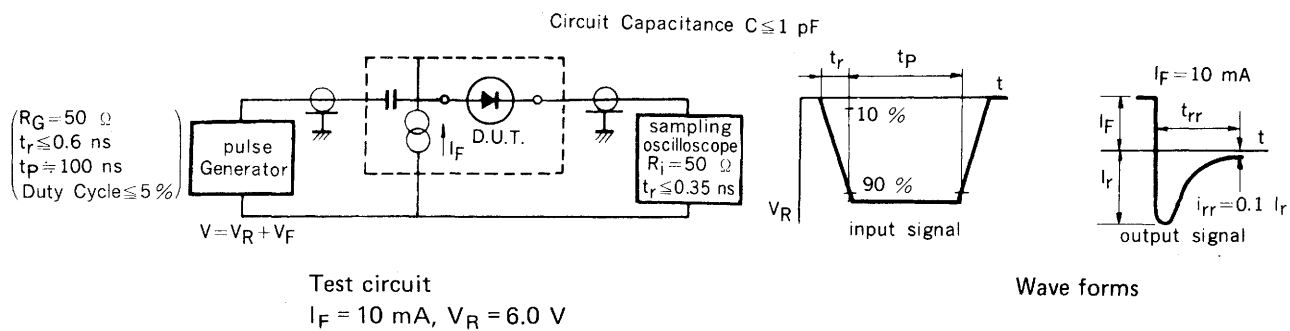 Circuit Capacitance C≦1 pF
R_G=50 Ω
t_r≦0.6 ns
t_P≒100 ns
Duty Cycle≦5%
pulse
Generator
V=V_R+V_F
I_F
D.U.T.
sampling
oscilloscope
R_i=50 Ω
t_r≦0.35 ns
Test circuit
I_F = 10 mA, V_R = 6.0 V
t_r
t_P
t
10 %
90 %
V_R
input signal
I_F=10 mA
t_rr
t
I_F
I_r
i_rr=0.1 I_r
output signal
Wave forms